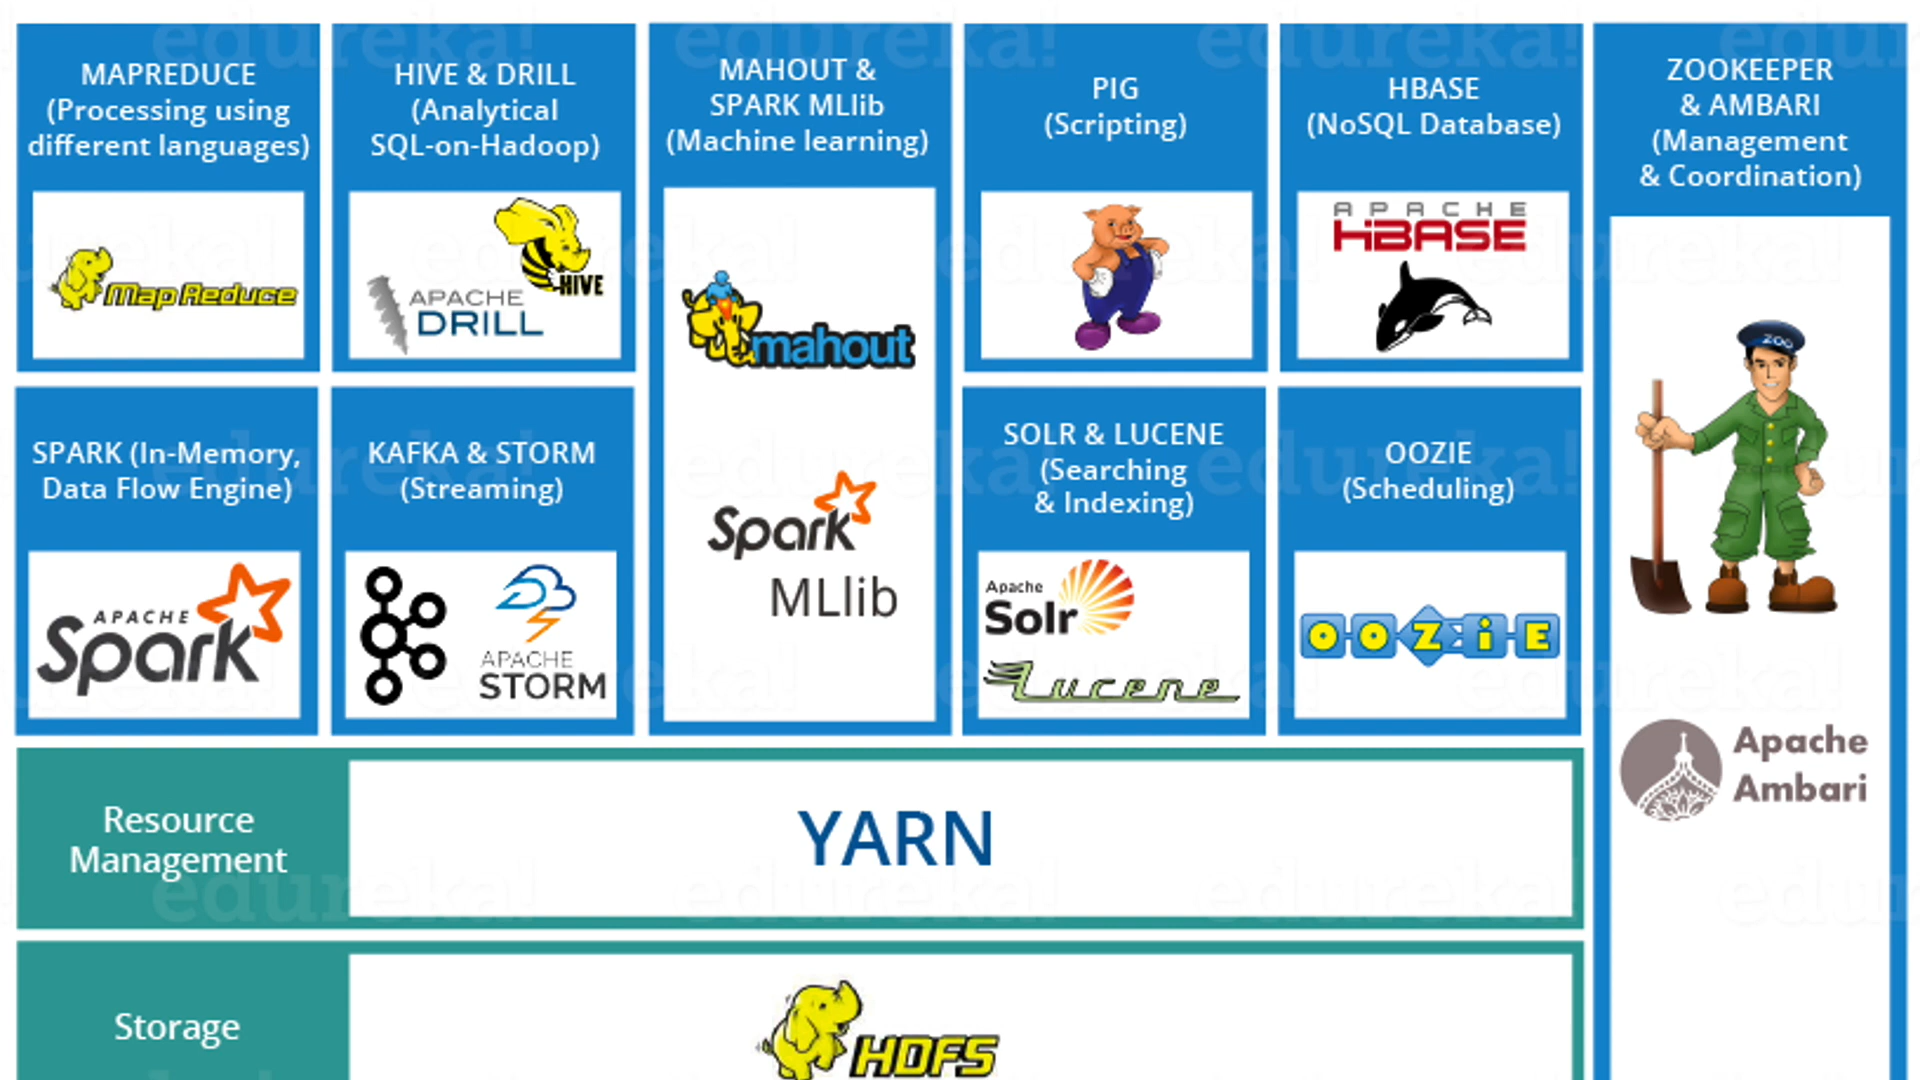 MAPREDUCE
(Processing using
different languages)
Map Reduce
HIVE & DRILL
(Analytical
SQL-on-Hadoop)
HIVE
APACHE
DRILL
MAHOUT &
SPARK MLlib
(Machine learning)
mahout
Spark
MLlib
PIG
(Scripting)
HBASE
(NoSQL Database)
APACHE
HBASE
ZOOKEEPER
& AMBARI
(Management
& Coordination)
ZOO
Apache
Ambari
SPARK (In-Memory,
Data Flow Engine)
APACHE
Spark
KAFKA & STORM
(Streaming)
APACHE
STORM
SOLR & LUCENE
(Searching
& Indexing)
Apache
Solr
Lucene
OOZIE
(Scheduling)
OOZiE
Resource
Management
YARN
Storage
HDFS
edureka!